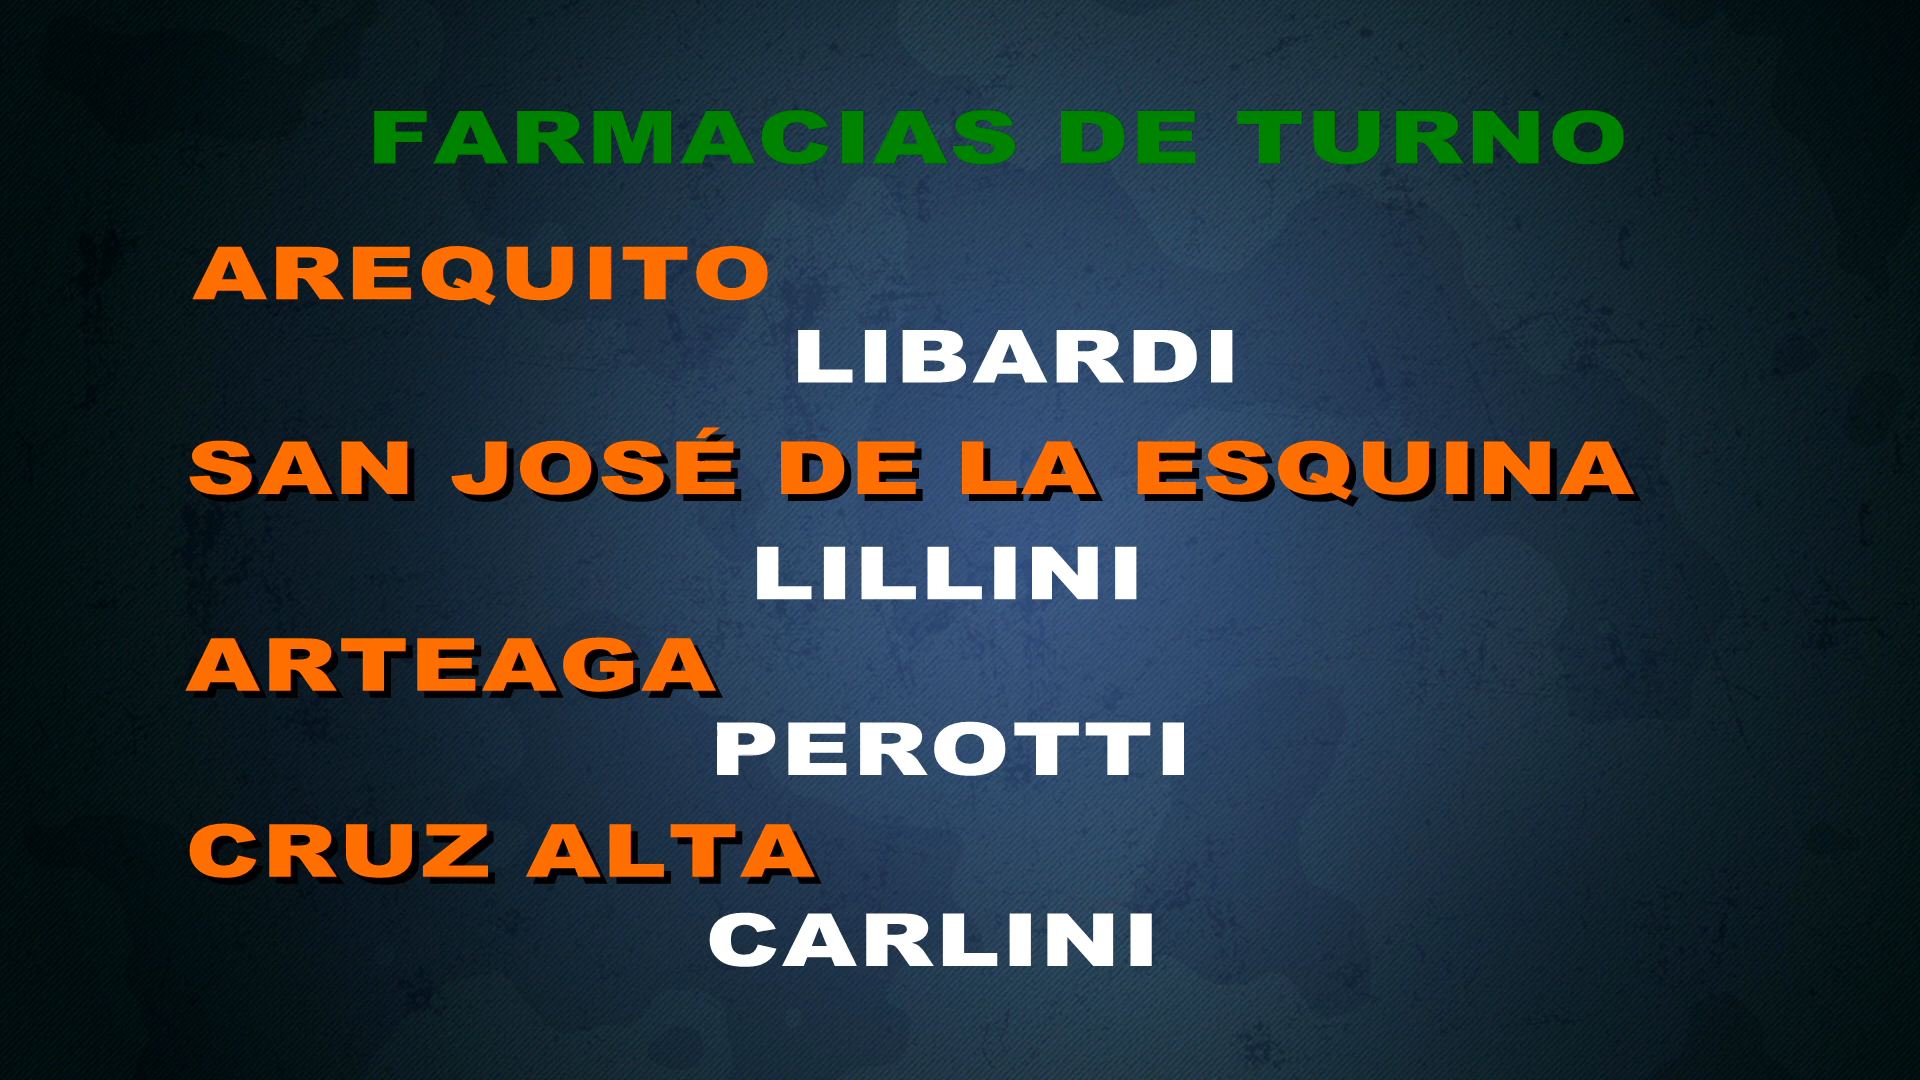 FARMACIAS DE TURNO
AREQUITO
LIBARDI
SAN JOSÉ DE LA ESQUINA
LILLINI
ARTEAGA
PEROTTI
CRUZ ALTA
CARLINI